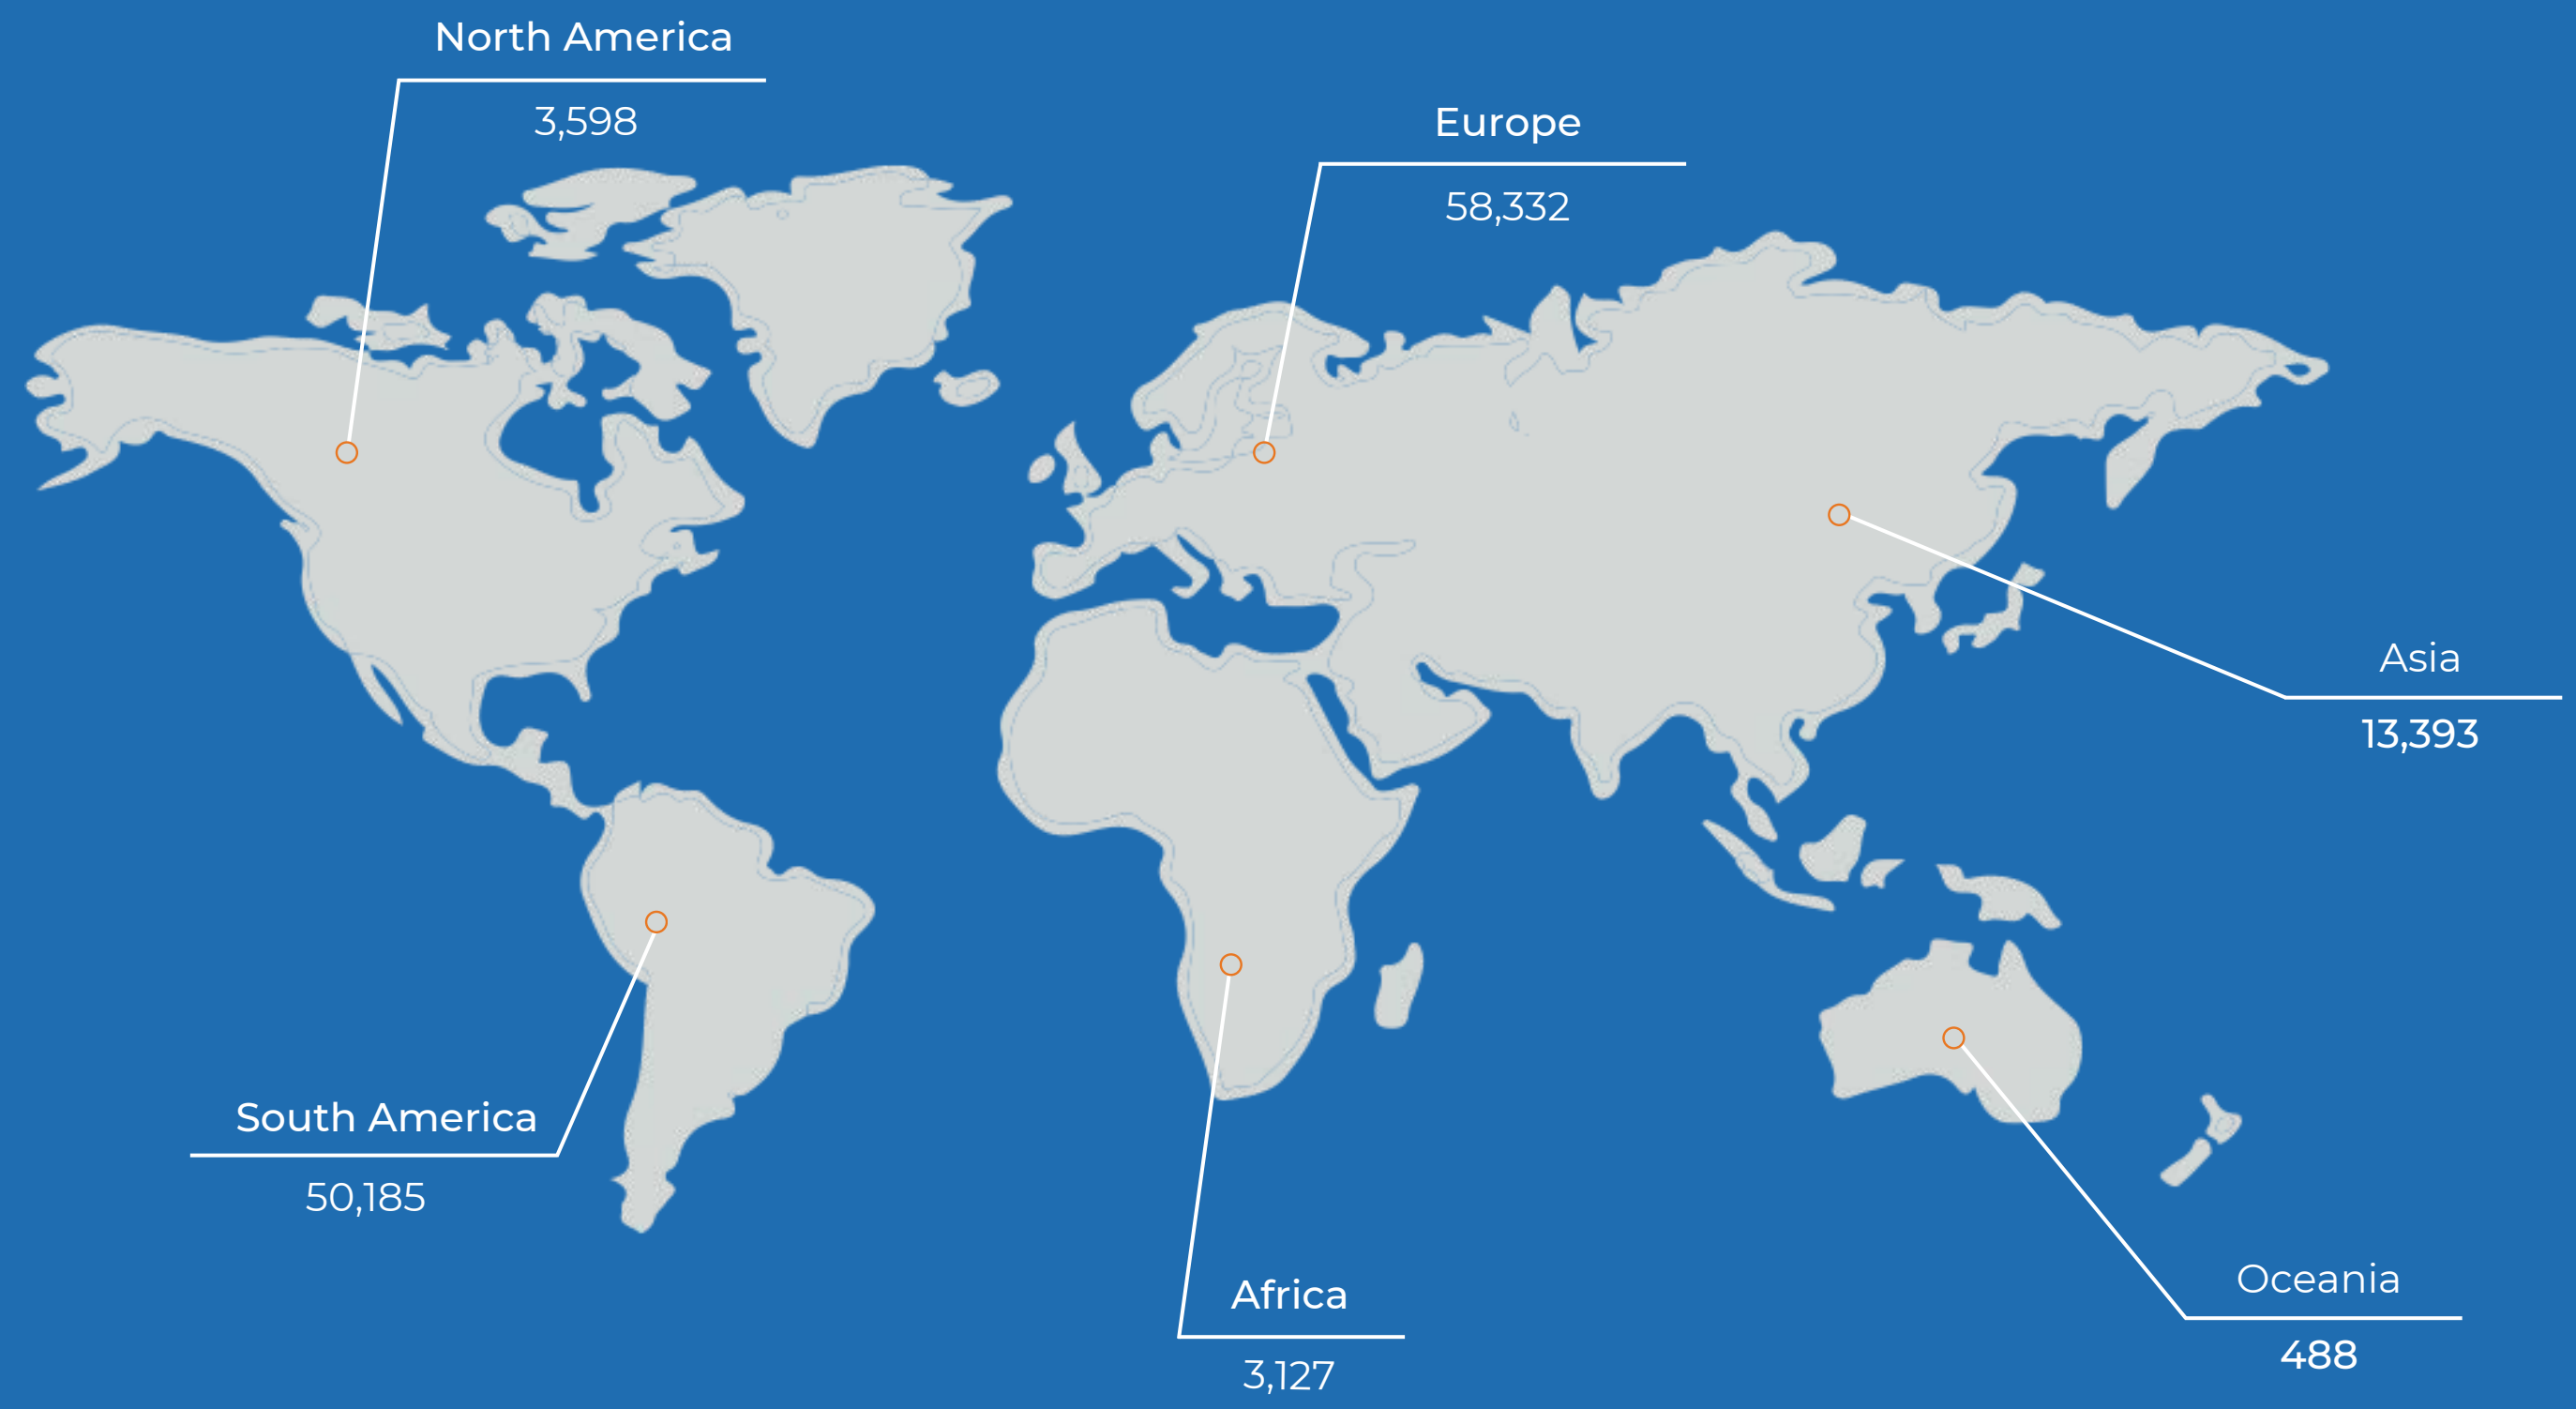 North America
3,598
Europe
58,332
Asia
13,393
South America
50,185
Africa
3,127
Oceania
488